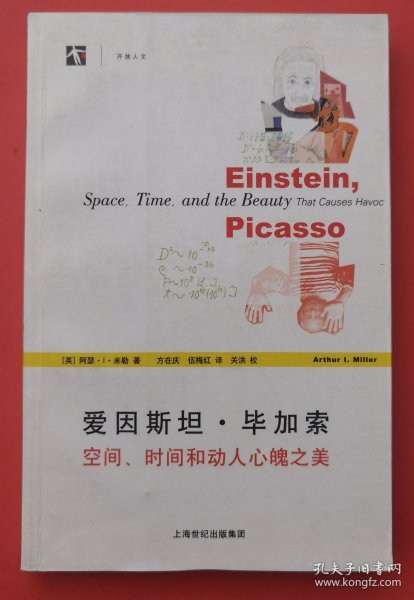 开放人文
Einstein,
Space, Time, and the Beauty That Causes Havoc
Picasso
[英] 阿瑟·I·米勒 著 方在庆 伍梅红 译 关洪 校 Arthur I. Miller
爱因斯坦·毕加索
空间、时间和动人心魄之美
上海世纪出版集团
孔夫子旧书网
www.kongfz.com